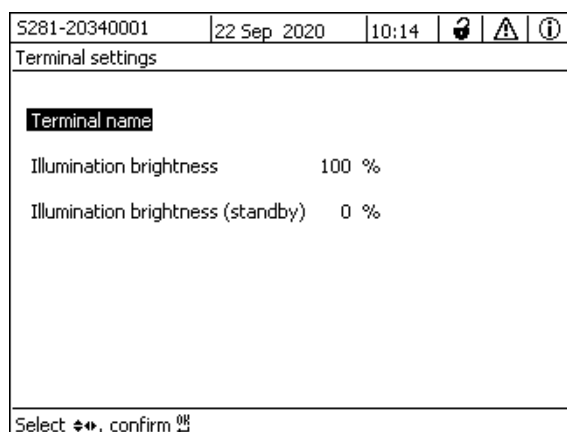 S281-20340001 22 Sep 2020 10:14
Terminal settings
Terminal name
Illumination brightness 100 %
Illumination brightness (standby) 0 %
Select , confirm OK